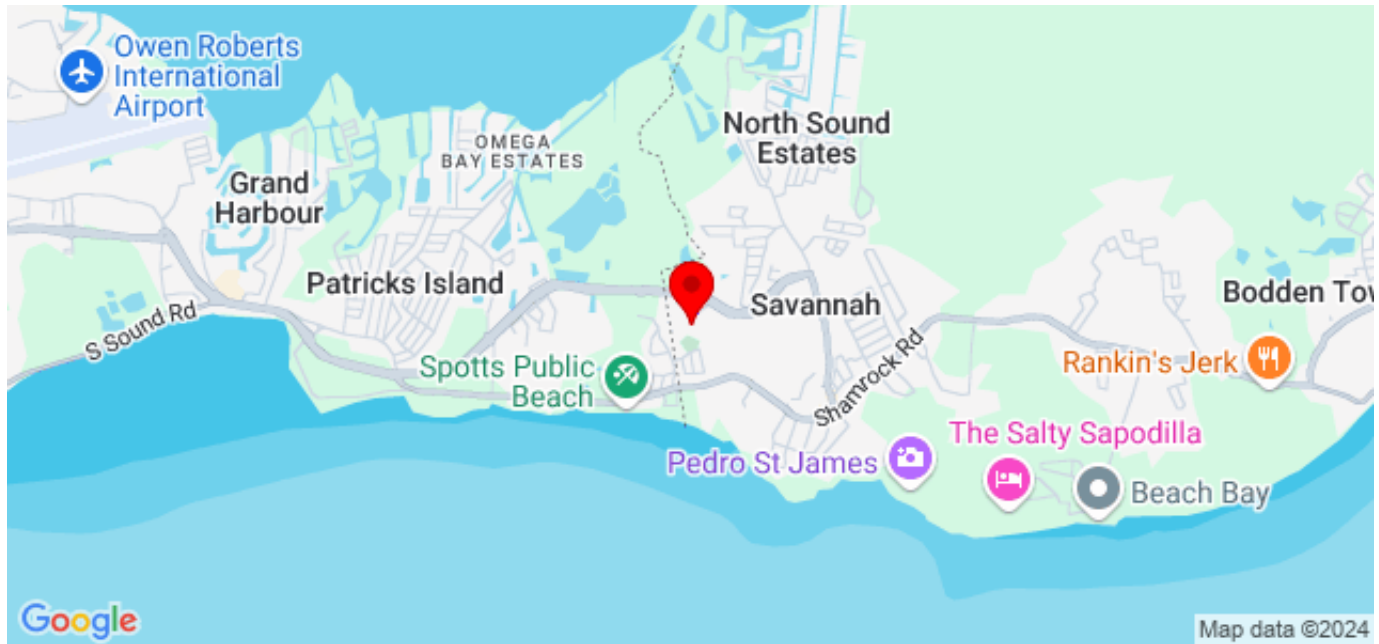 Owen Roberts
International
Airport
OMEGA
BAY ESTATES
North Sound
Estates
Grand
Harbour
Patricks Island
Savannah
Bodden Tow
S Sound Rd
Spotts Public
Beach
Rankin's Jerk
Shamrock Rd
The Salty Sapodilla
Pedro St James
Beach Bay
Google
Map data ©2024